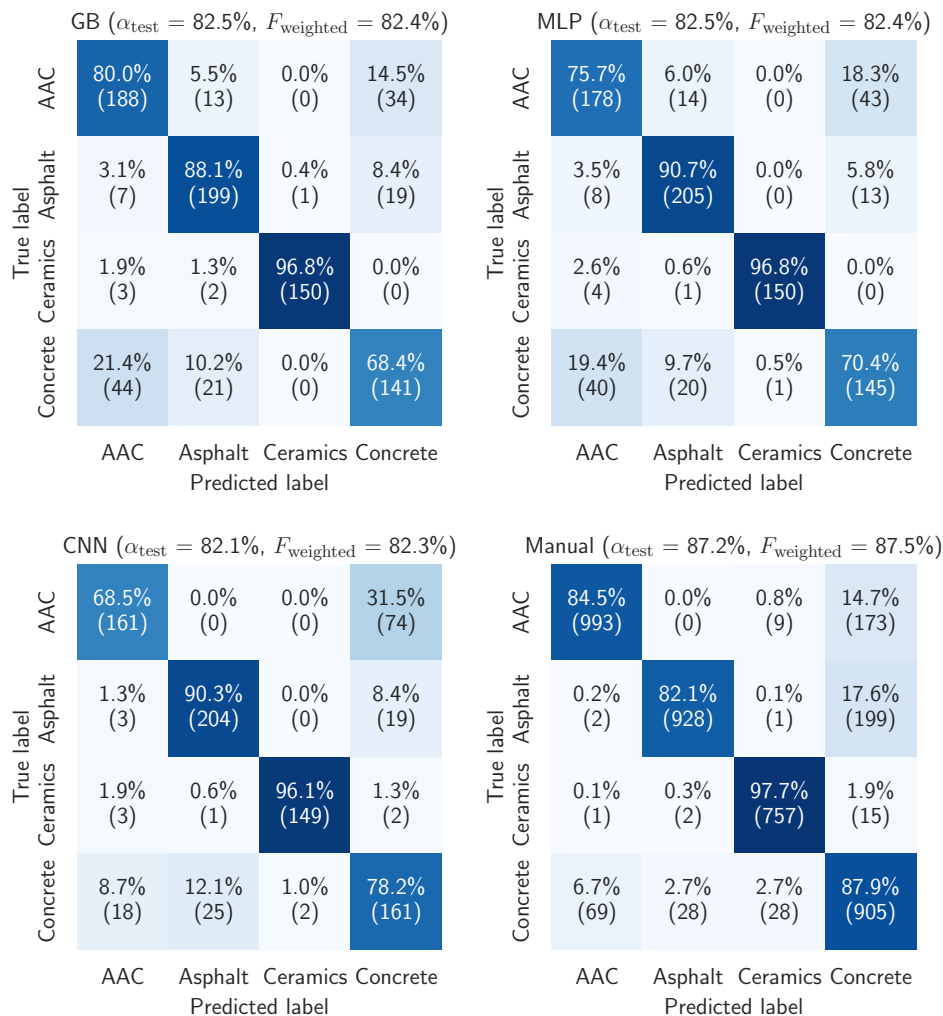 GB (α_test = 82.5%, F_weighted = 82.4%)
AAC
80.0% 5.5% 0.0% 14.5%
(188) (13) (0) (34)
Asphalt
3.1% 88.1% 0.4% 8.4%
(7) (199) (1) (19)
Ceramics
1.9% 1.3% 96.8% 0.0%
(3) (2) (150) (0)
Concrete
21.4% 10.2% 0.0% 68.4%
(44) (21) (0) (141)
True label
AAC Asphalt Ceramics Concrete
Predicted label
MLP (α_test = 82.5%, F_weighted = 82.4%)
AAC
75.7% 6.0% 0.0% 18.3%
(178) (14) (0) (43)
Asphalt
3.5% 90.7% 0.0% 5.8%
(8) (205) (0) (13)
Ceramics
2.6% 0.6% 96.8% 0.0%
(4) (1) (150) (0)
Concrete
19.4% 9.7% 0.5% 70.4%
(40) (20) (1) (145)
True label
AAC Asphalt Ceramics Concrete
Predicted label
CNN (α_test = 82.1%, F_weighted = 82.3%)
AAC
68.5% 0.0% 0.0% 31.5%
(161) (0) (0) (74)
Asphalt
1.3% 90.3% 0.0% 8.4%
(3) (204) (0) (19)
Ceramics
1.9% 0.6% 96.1% 1.3%
(3) (1) (149) (2)
Concrete
8.7% 12.1% 1.0% 78.2%
(18) (25) (2) (161)
True label
AAC Asphalt Ceramics Concrete
Predicted label
Manual (α_test = 87.2%, F_weighted = 87.5%)
AAC
84.5% 0.0% 0.8% 14.7%
(993) (0) (9) (173)
Asphalt
0.2% 82.1% 0.1% 17.6%
(2) (928) (1) (199)
Ceramics
0.1% 0.3% 97.7% 1.9%
(1) (2) (757) (15)
Concrete
6.7% 2.7% 2.7% 87.9%
(69) (28) (28) (905)
True label
AAC Asphalt Ceramics Concrete
Predicted label